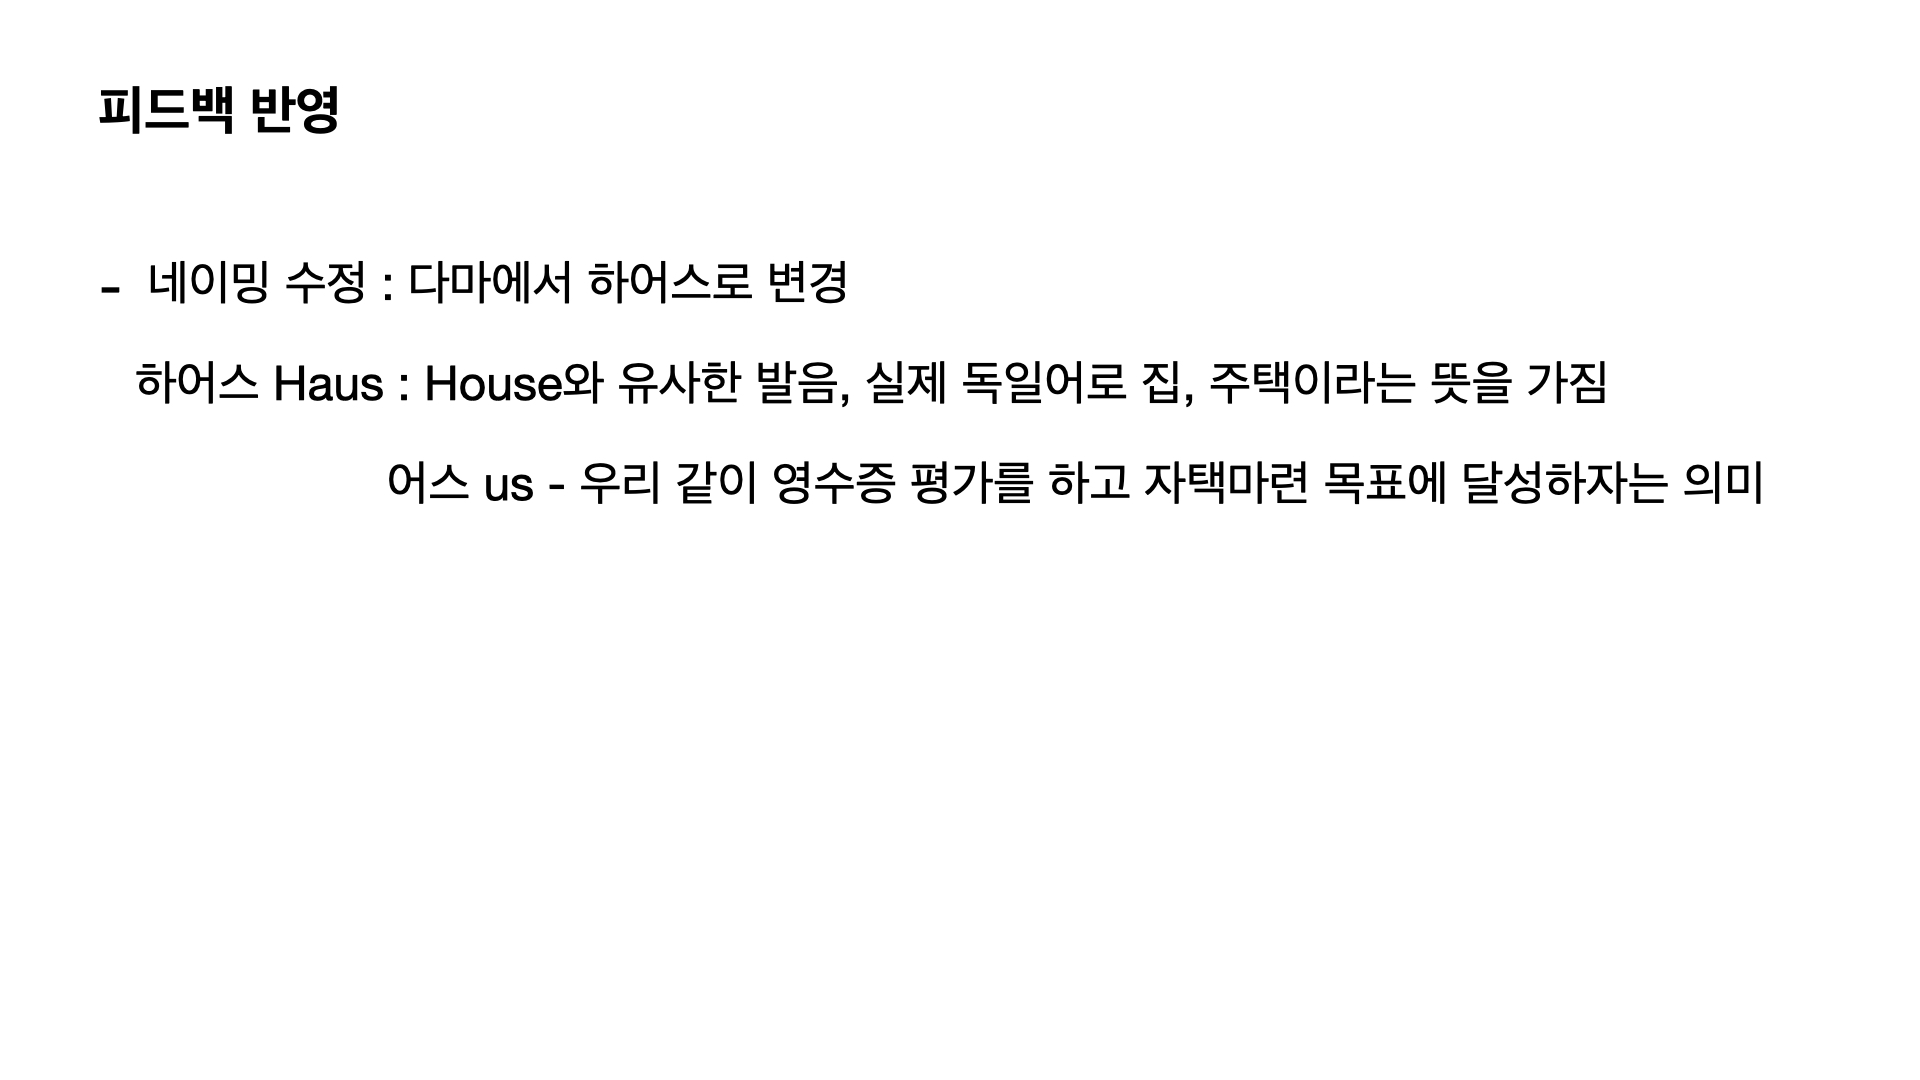 피드백 반영
- 네이밍 수정 : 다마에서 하어스로 변경
하어스 Haus : House와 유사한 발음, 실제 독일어로 집, 주택이라는 뜻을 가짐
어스 us - 우리 같이 영수증 평가를 하고 자택마련 목표에 달성하자는 의미